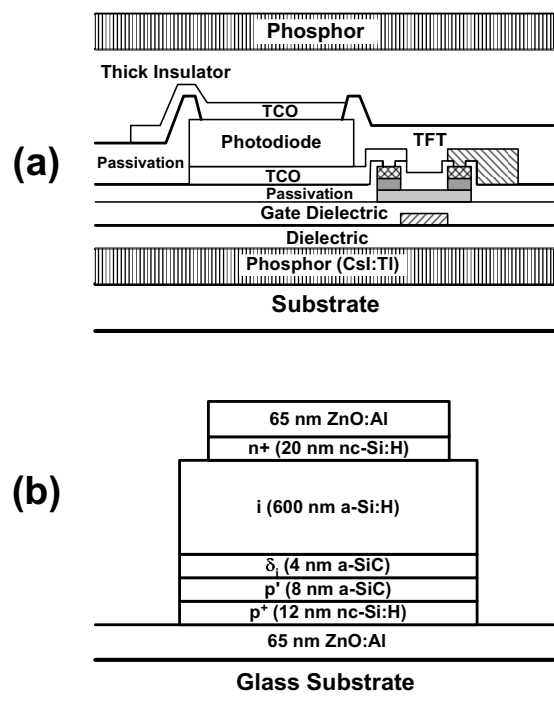 Phosphor
Thick Insulator
TCO
(a)
Photodiode
TFT
Passivation
TCO
Passivation
Gate Dielectric
Dielectric
Phosphor (CsI:Tl)
Substrate
65 nm ZnO:Al
n+ (20 nm nc-Si:H)
(b)
i (600 nm a-Si:H)
δi (4 nm a-SiC)
p' (8 nm a-SiC)
p+ (12 nm nc-Si:H)
65 nm ZnO:Al
Glass Substrate